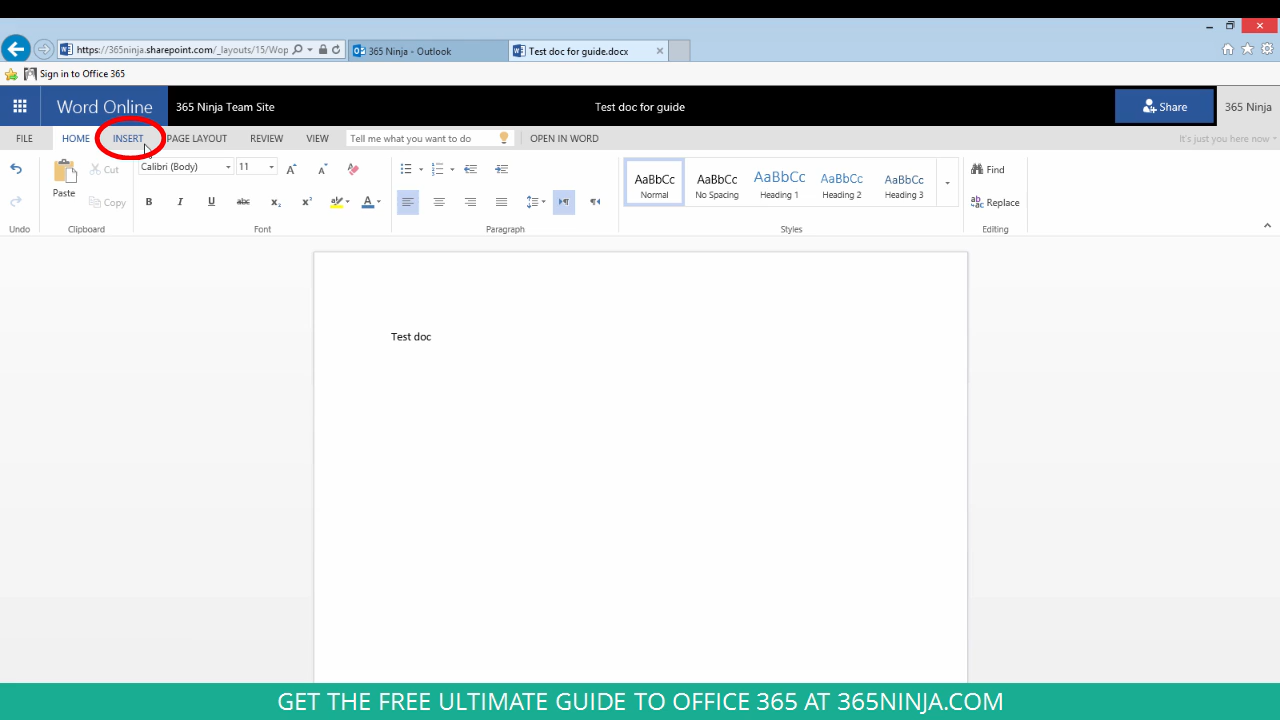 https://365ninja.sharepoint.com/_layouts/15/Wop
365 Ninja - Outlook
Test doc for guide.docx
Sign in to Office 365
Word Online
365 Ninja Team Site
Test doc for guide
Share
365 Ninja
FILE HOME INSERT PAGE LAYOUT REVIEW VIEW Tell me what you want to do OPEN IN WORD It's just you here now
Paste
Cut
Copy
Calibri (Body) 11
B I U abc x₂ x² ab A
AaBbCc AaBbCc AaBbCc AaBbCc AaBbCc
Normal No Spacing Heading 1 Heading 2 Heading 3
Find
Replace
Undo Clipboard Font Paragraph Styles Editing
Test doc
GET THE FREE ULTIMATE GUIDE TO OFFICE 365 AT 365NINJA.COM